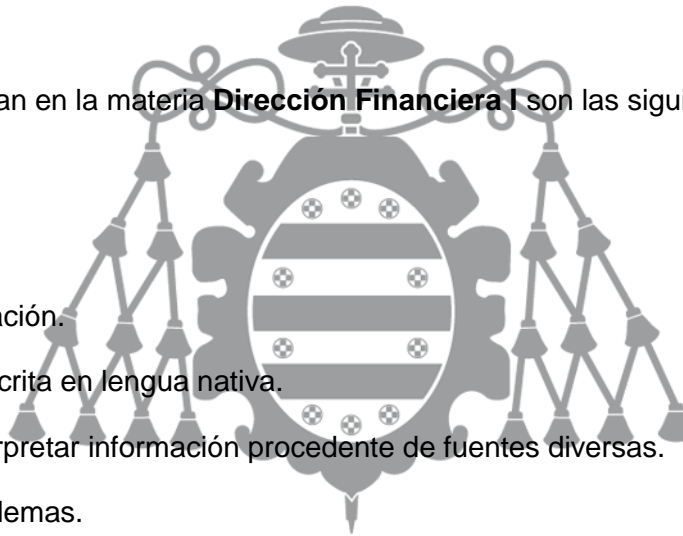 an en la materia Dirección Financiera I son las sigui
ación.
crita en lengua nativa.
rpretar información procedente de fuentes diversas.
lemas.